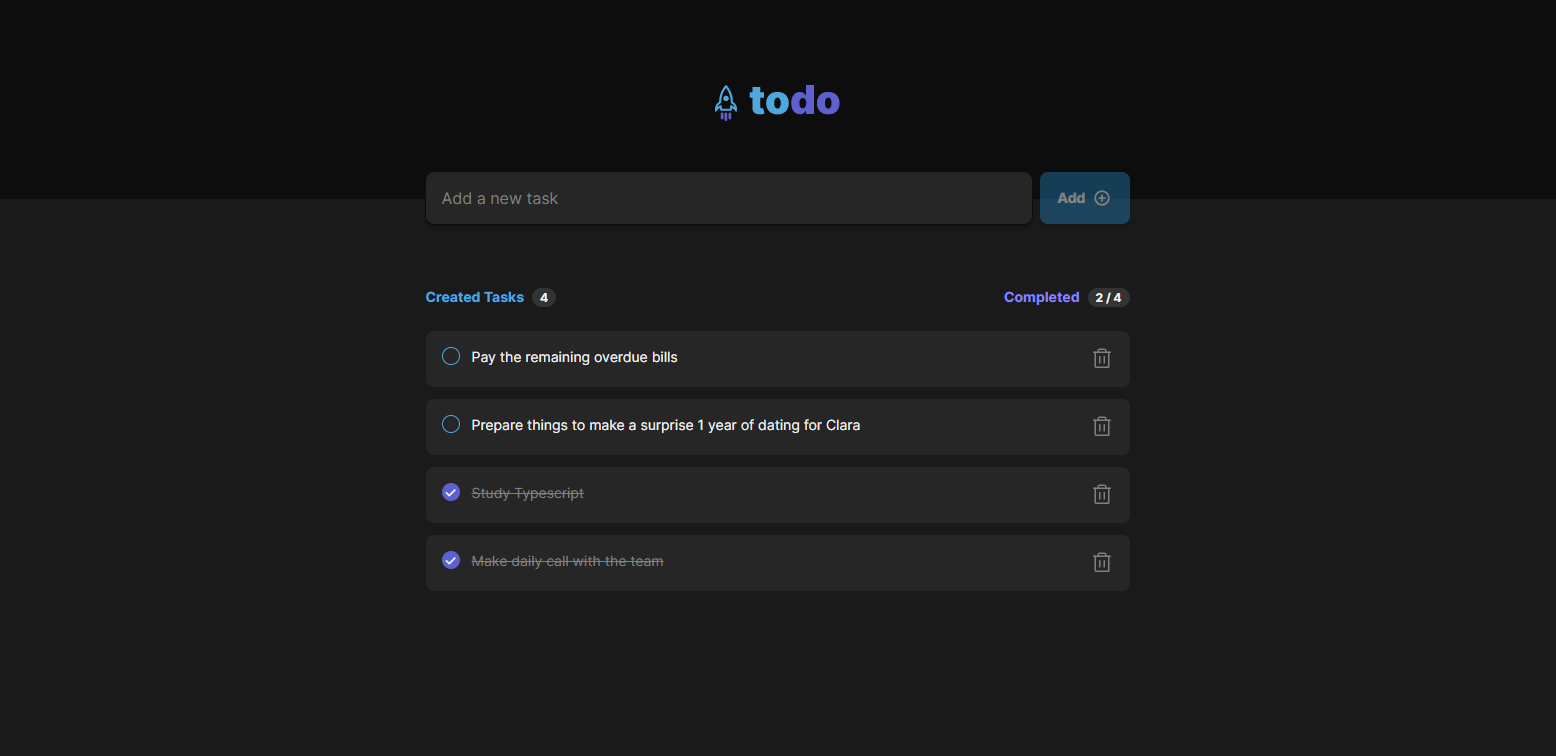 todo
Add a new task
Add
Created Tasks 4
Completed 2 / 4
Pay the remaining overdue bills
Prepare things to make a surprise 1 year of dating for Clara
Study Typescript
Make daily call with the team